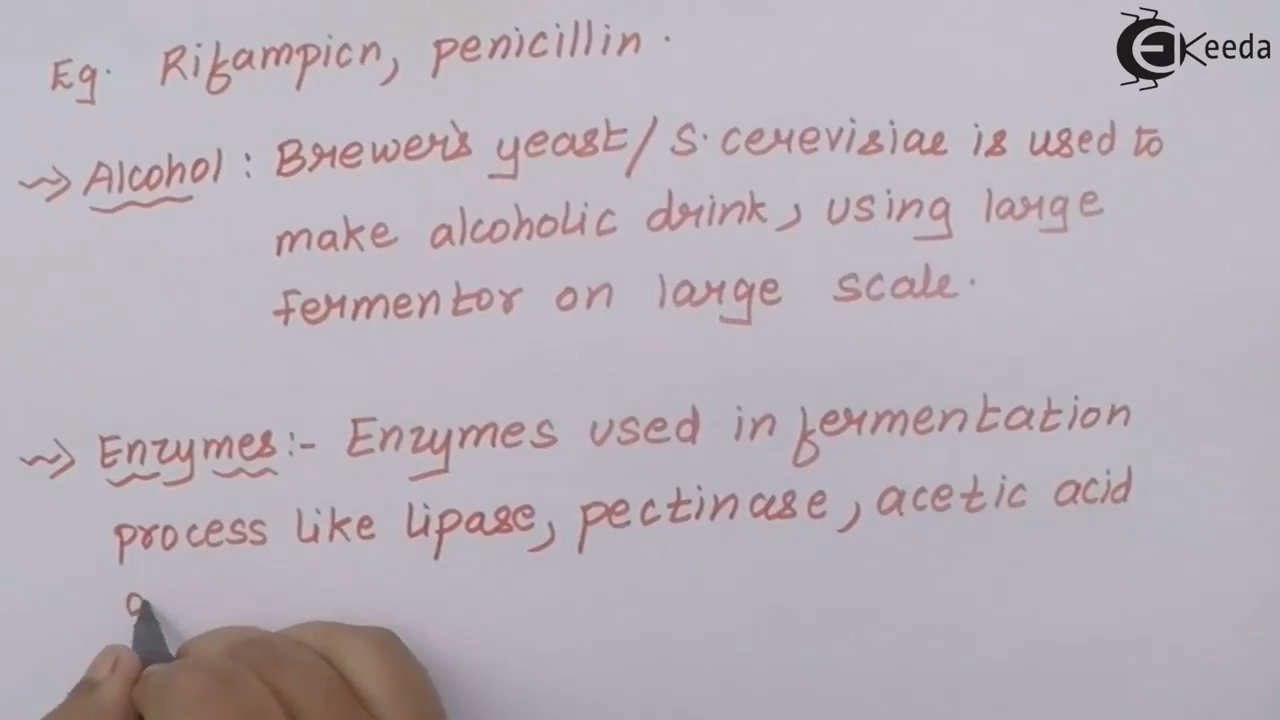 Eg. Rifampicn, penicillin.
Keeda
→ Alcohol : Brewer's yeast/ S. cerevisiae is used to
make alcoholic drink, using large
fermentor on large scale.
→ Enzymes:- Enzymes used in fermentation
process like lipase, pectinase, acetic acid